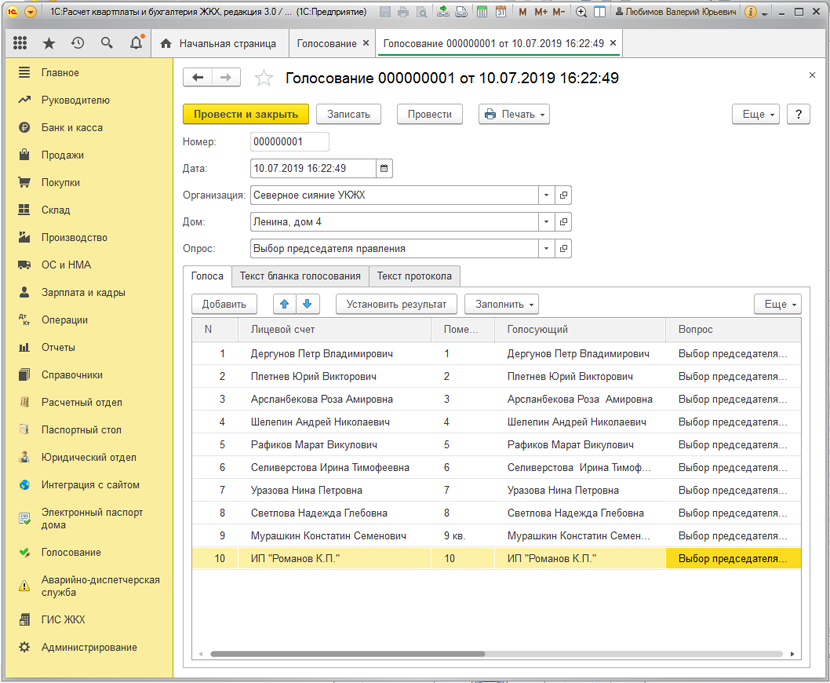 1С:Расчет квартплаты и бухгалтерия ЖКХ, редакция 3.0 / ... (1С:Предприятие)
M M+ M- Любимов Валерий Юрьевич
Начальная страница Голосование × Голосование 000000001 от 10.07.2019 16:22:49 ×
Главное
Руководителю
Банк и касса
Продажи
Покупки
Склад
Производство
ОС и НМА
Зарплата и кадры
Операции
Отчеты
Справочники
Расчетный отдел
Паспортный стол
Юридический отдел
Интеграция с сайтом
Электронный паспорт
дома
Голосование
Аварийно-диспетчерская
служба
ГИС ЖКХ
Администрирование
Голосование 000000001 от 10.07.2019 16:22:49
Провести и закрыть Записать Провести Печать Еще ?
Номер: 000000001
Дата: 10.07.2019 16:22:49
Организация: Северное сияние УКЖХ
Дом: Ленина, дом 4
Опрос: Выбор председателя правления
Голоса Текст бланка голосования Текст протокола
Добавить Установить результат Заполнить Еще
N Лицевой счет Поме... Голосующий Вопрос
1 Дергунов Петр Владимирович 1 Дергунов Петр Владимирович Выбор председателя...
2 Плетнев Юрий Викторович 2 Плетнев Юрий Викторович Выбор председателя...
3 Арсланбекова Роза Амировна 3 Арсланбекова Роза Амировна Выбор председателя...
4 Шелепин Андрей Николаевич 4 Шелепин Андрей Николаевич Выбор председателя...
5 Рафиков Марат Викулович 5 Рафиков Марат Викулович Выбор председателя...
6 Селиверстова Ирина Тимофеевна 6 Селиверстова Ирина Тимоф... Выбор председателя...
7 Уразова Нина Петровна 7 Уразова Нина Петровна Выбор председателя...
8 Светлова Надежда Глебовна 8 Светлова Надежда Глебовна Выбор председателя...
9 Мурашкин Констатин Семенович 9 кв. Мурашкин Констатин Семен... Выбор председателя...
10 ИП "Романов К.П." 10 ИП "Романов К.П." Выбор председателя...